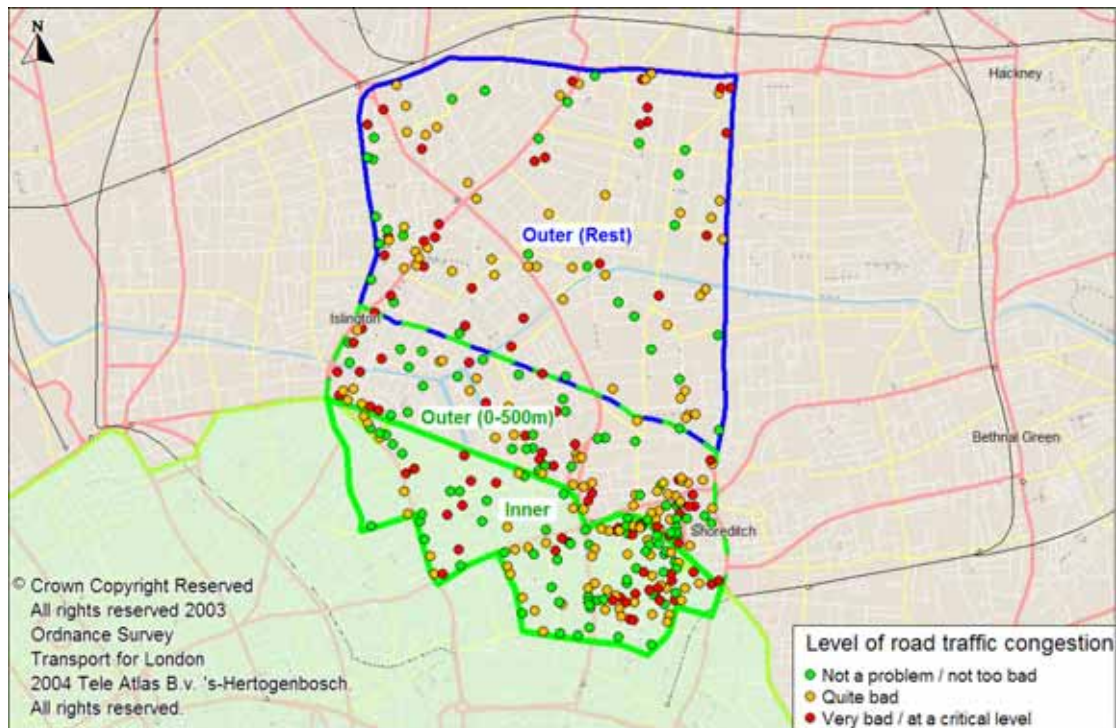 N
Hackney
Outer (Rest)
Islington
Outer (0-500m)
Bethnal Green
Inner
Shoreditch
© Crown Copyright Reserved
All rights reserved 2003
Ordnance Survey
Transport for London
2004 Tele Atlas B.v. 's-Hertogenbosch.
All rights reserved.
Level of road traffic congestion
Not a problem / not too bad
Quite bad
Very bad / at a critical level